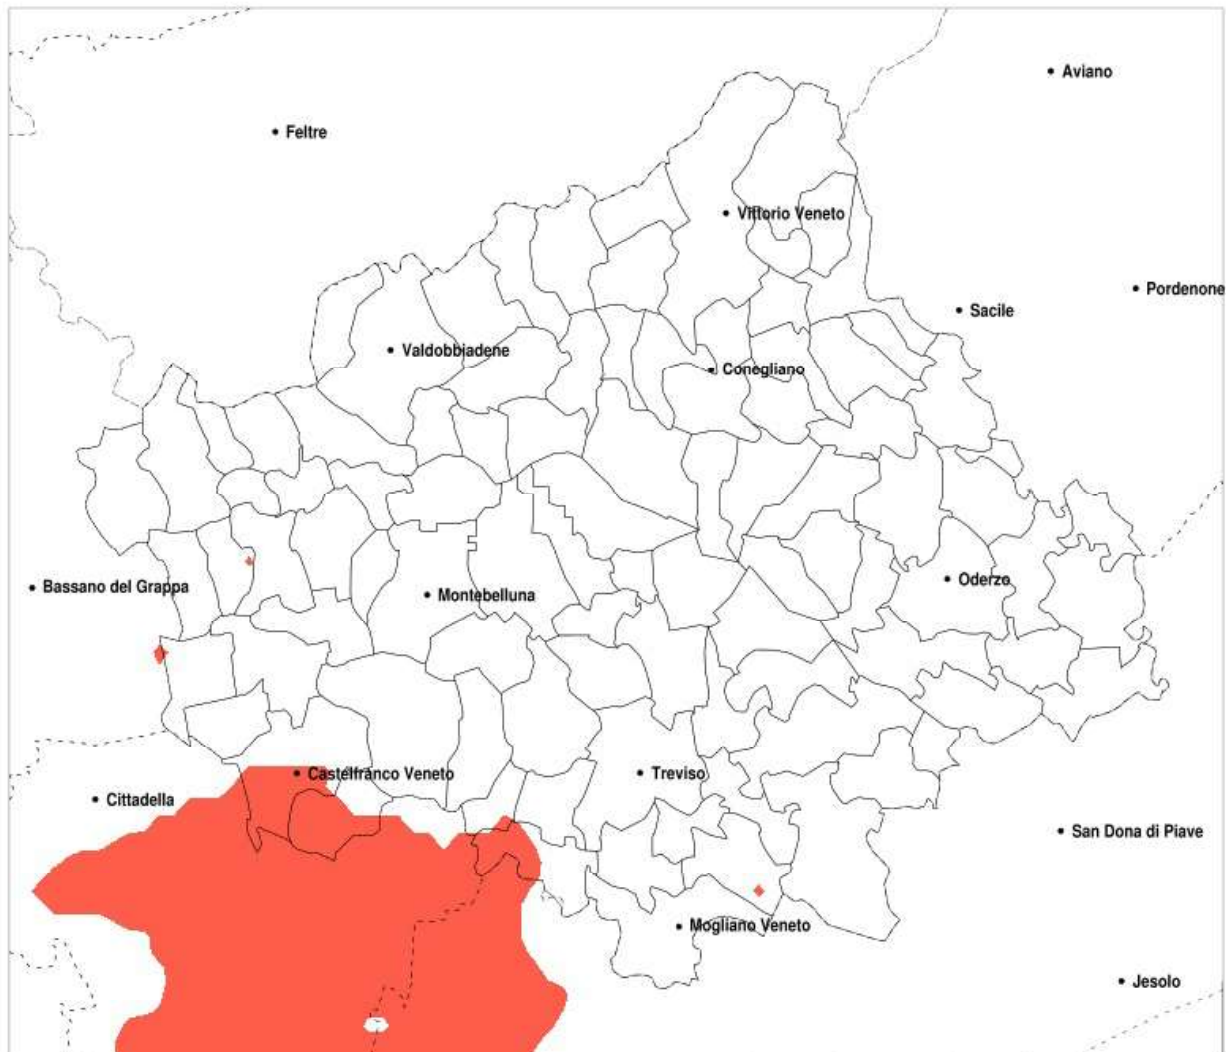 Aviano
Feltre
Vittorio Veneto
Pordenone
Sacile
Valdobbiadene
Conegliano
Oderzo
Bassano del Grappa
Montebelluna
Castelfranco Veneto
Treviso
Cittadella
San Dona di Piave
Mogliano Veneto
Jesolo